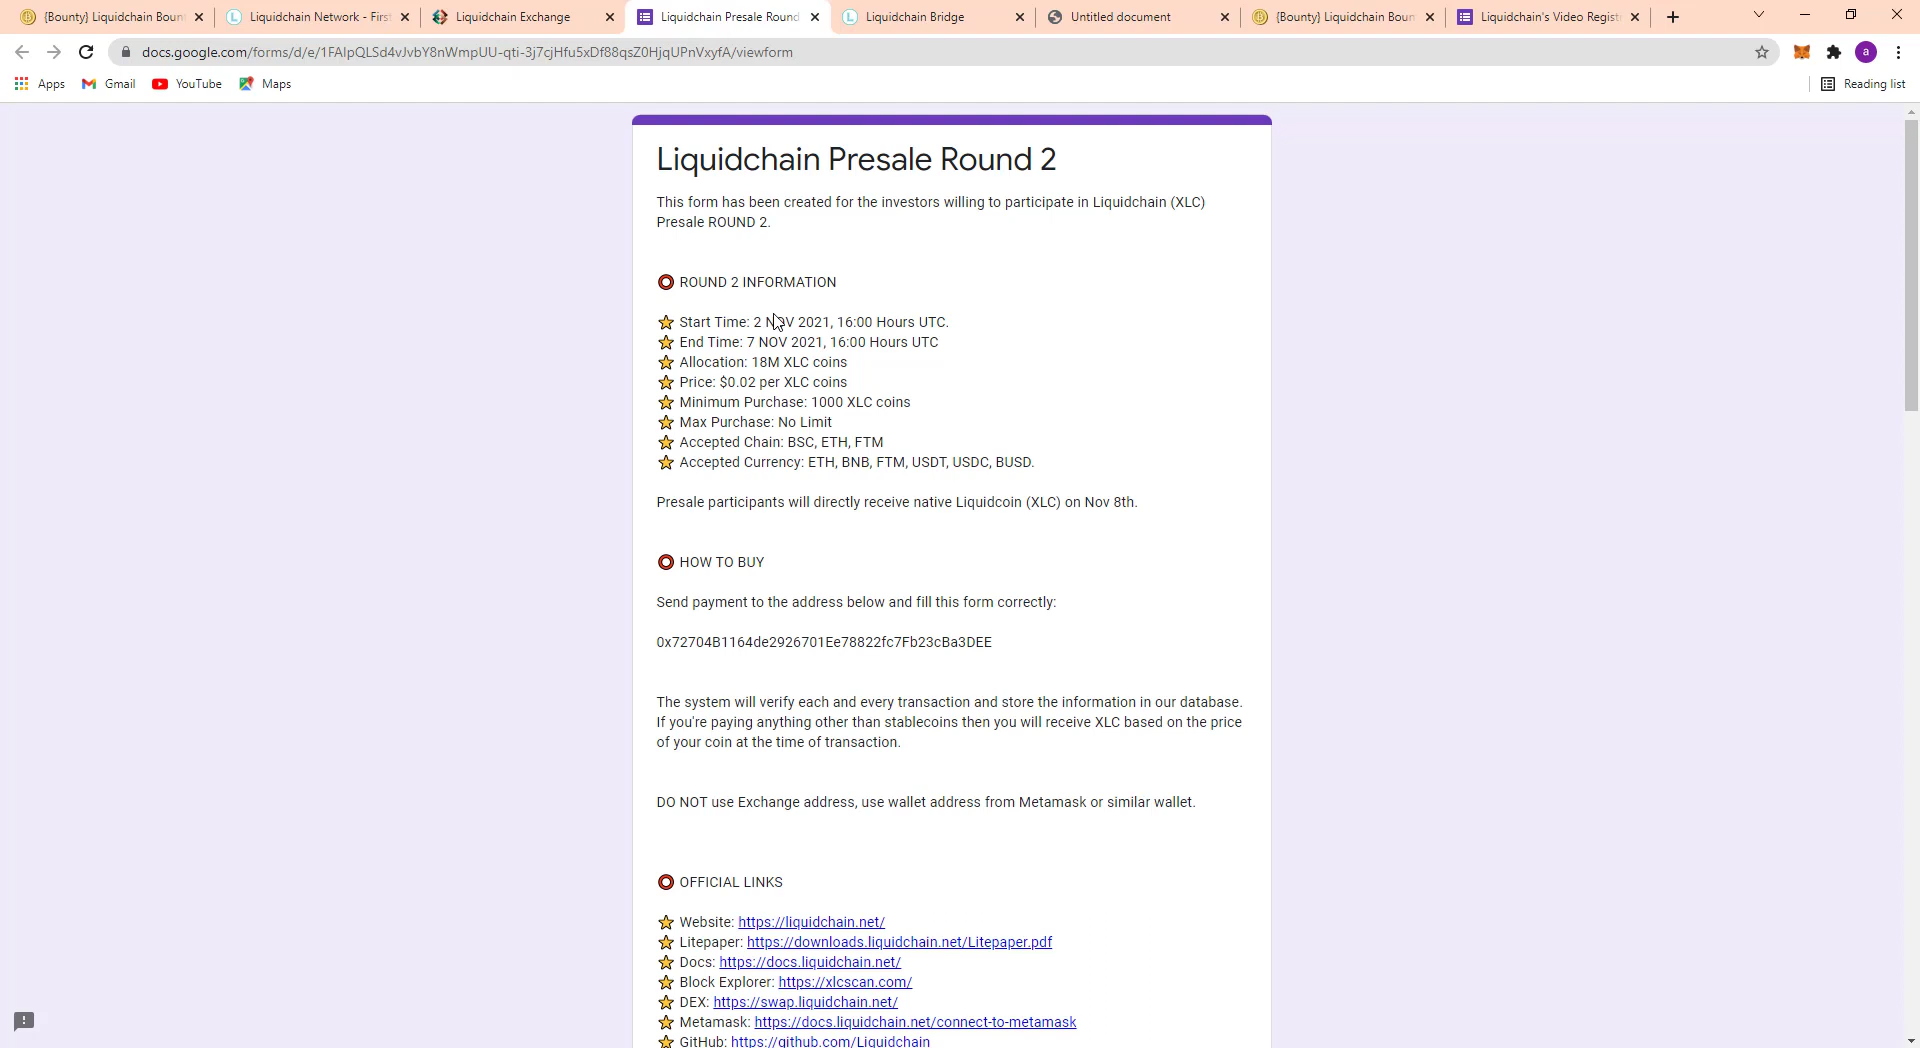 {Bounty} Liquidchain Boun
Liquidchain Network - First
Liquidchain Exchange
Liquidchain Presale Round
Liquidchain Bridge
Untitled document
{Bounty} Liquidchain Boun
Liquidchain's Video Registr
docs.google.com/forms/d/e/1FAIpQLSd4vJvbY8nWmpUU-qti-3j7cjHfu5xDf88qsZ0HjqUPnVxyfA/viewform
a
Apps
Gmail
YouTube
Maps
Reading list
Liquidchain Presale Round 2
This form has been created for the investors willing to participate in Liquidchain (XLC)
Presale ROUND 2.
⭕ ROUND 2 INFORMATION
⭐ Start Time: 2 NOV 2021, 16:00 Hours UTC.
⭐ End Time: 7 NOV 2021, 16:00 Hours UTC
⭐ Allocation: 18M XLC coins
⭐ Price: $0.02 per XLC coins
⭐ Minimum Purchase: 1000 XLC coins
⭐ Max Purchase: No Limit
⭐ Accepted Chain: BSC, ETH, FTM
⭐ Accepted Currency: ETH, BNB, FTM, USDT, USDC, BUSD.
Presale participants will directly receive native Liquidcoin (XLC) on Nov 8th.
⭕ HOW TO BUY
Send payment to the address below and fill this form correctly:
0x72704B1164de2926701Ee78822fc7Fb23cBa3DEE
The system will verify each and every transaction and store the information in our database.
If you're paying anything other than stablecoins then you will receive XLC based on the price
of your coin at the time of transaction.
DO NOT use Exchange address, use wallet address from Metamask or similar wallet.
⭕ OFFICIAL LINKS
⭐ Website: https://liquidchain.net/
⭐ Litepaper: https://downloads.liquidchain.net/Litepaper.pdf
⭐ Docs: https://docs.liquidchain.net/
⭐ Block Explorer: https://xlcscan.com/
⭐ DEX: https://swap.liquidchain.net/
⭐ Metamask: https://docs.liquidchain.net/connect-to-metamask
⭐ GitHub: https://github.com/Liquidchain